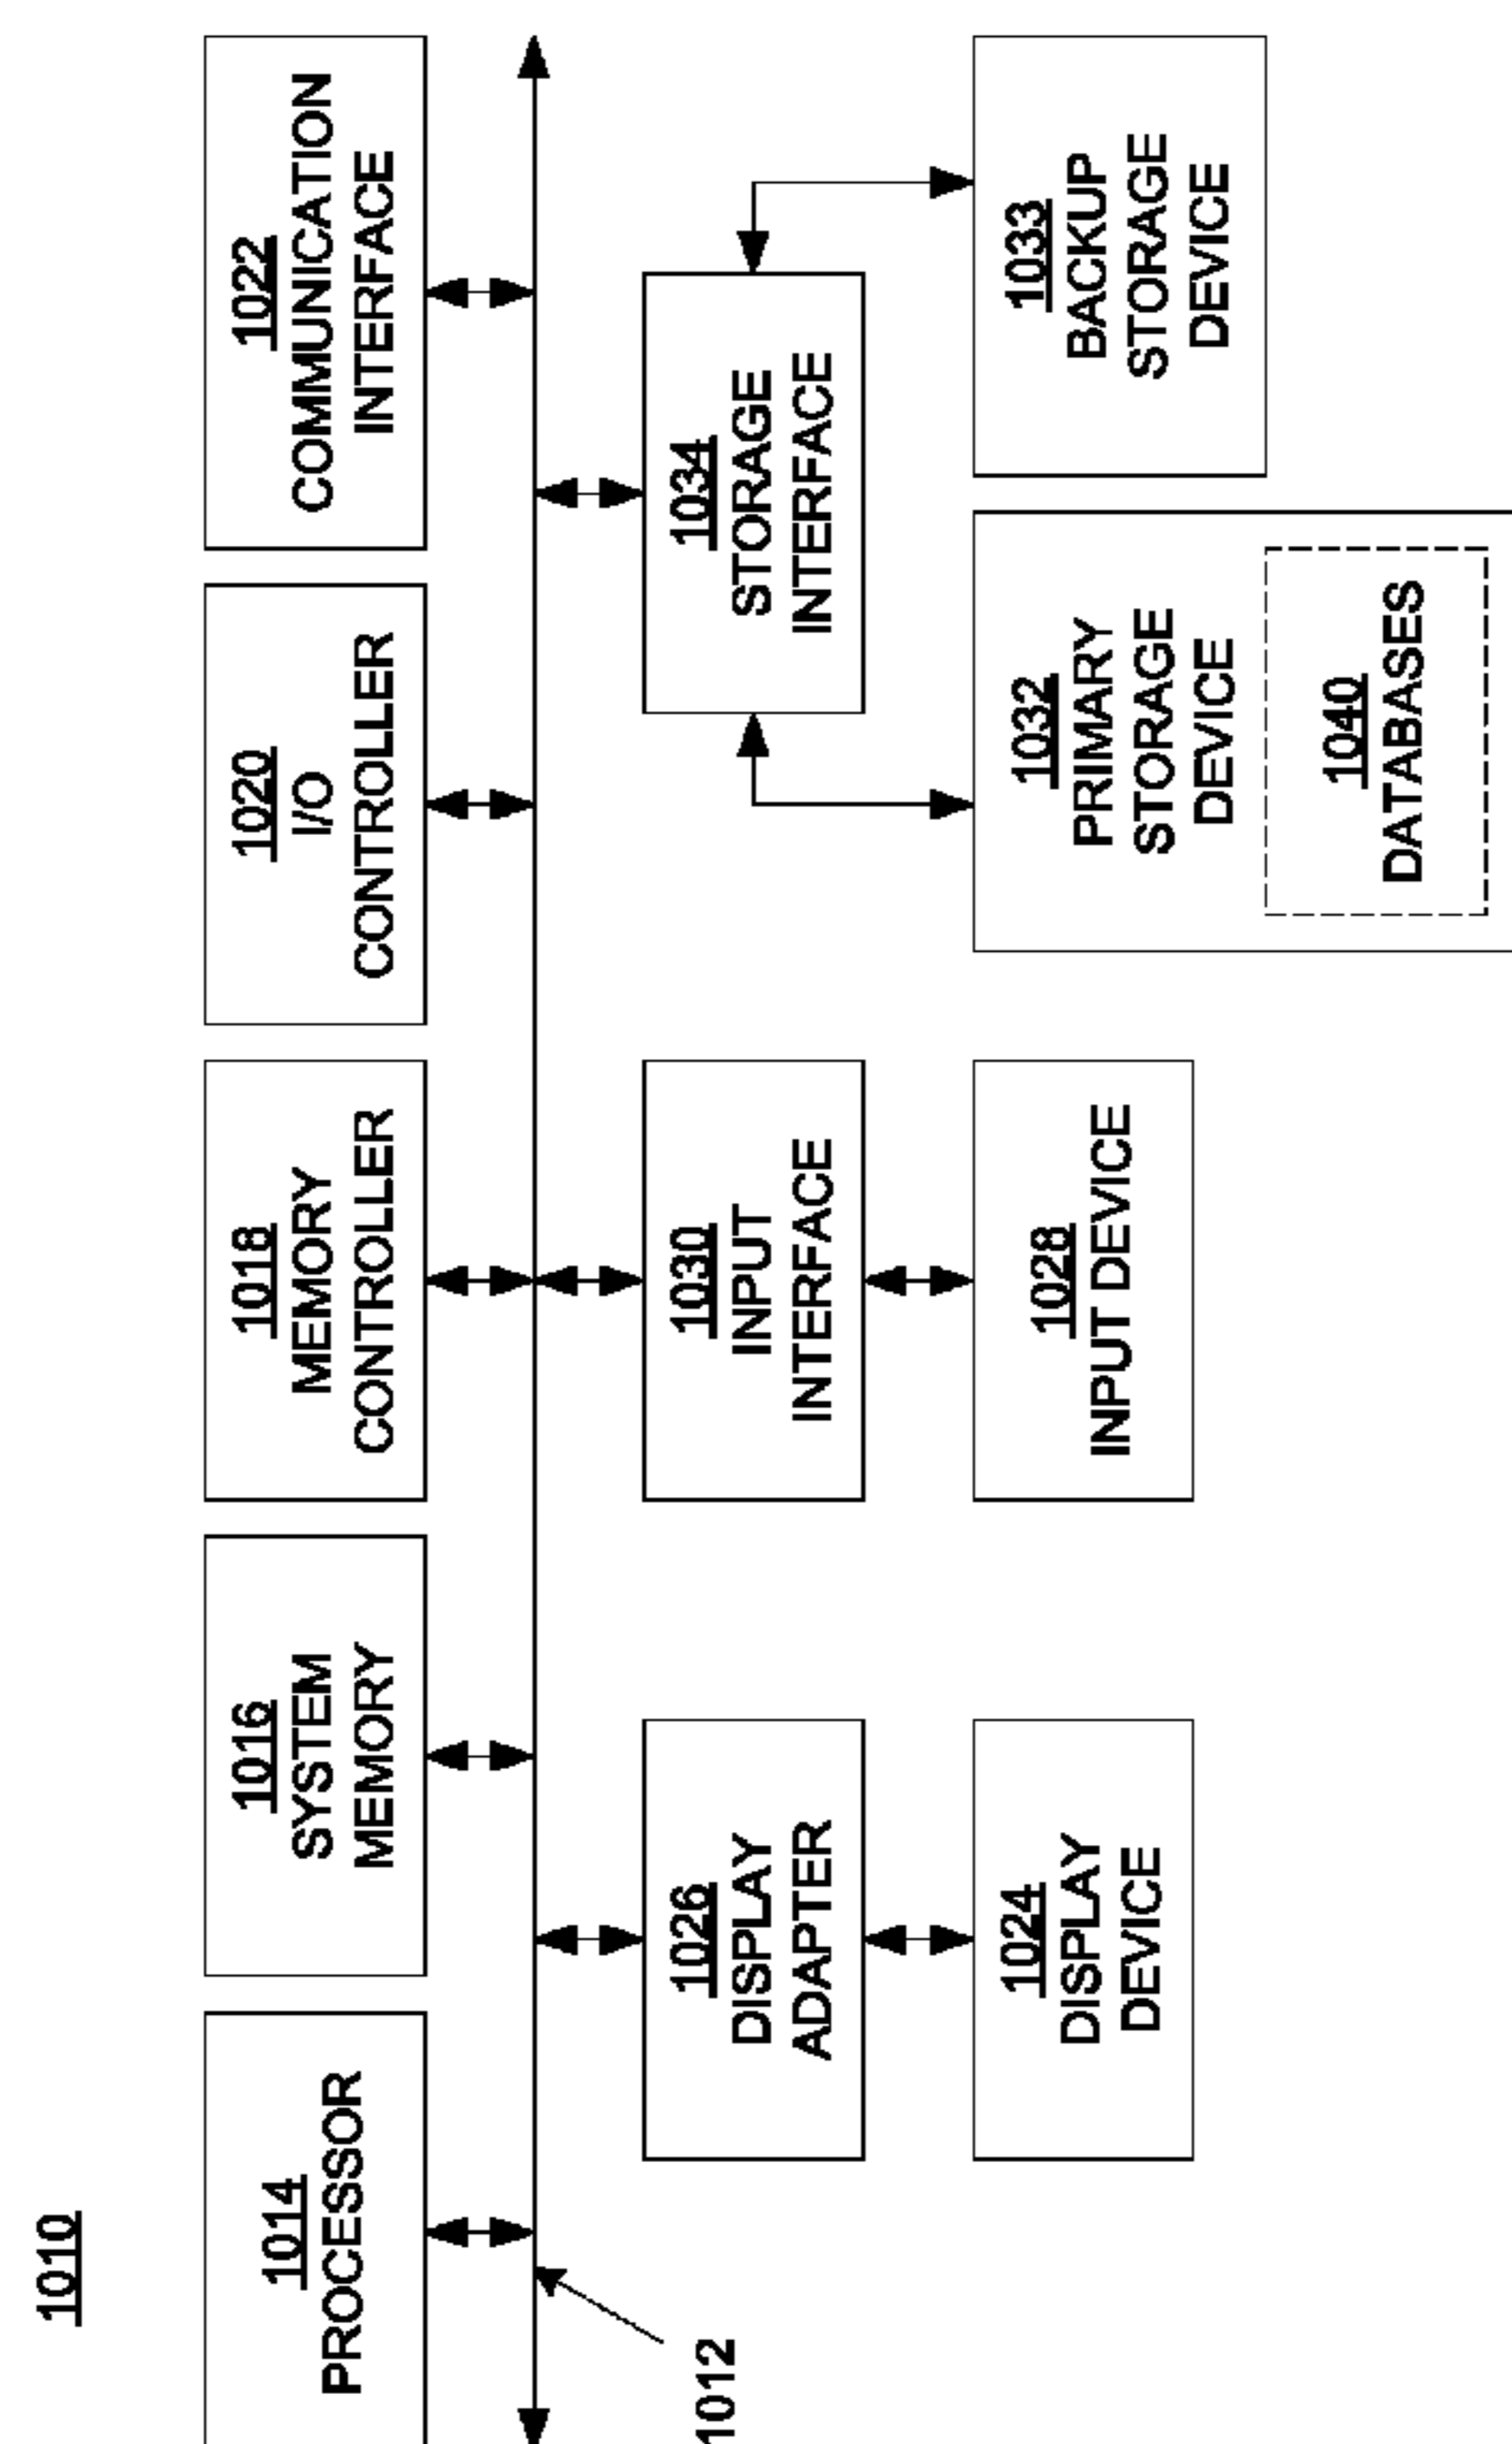 1010
1014
PROCESSOR
1016
SYSTEM
MEMORY
1018
MEMORY
CONTROLLER
1020
I/O
CONTROLLER
1022
COMMUNICATION
INTERFACE
1012
1026
DISPLAY
ADAPTER
1030
INPUT
INTERFACE
1034
STORAGE
INTERFACE
1024
DISPLAY
DEVICE
1028
INPUT DEVICE
1032
PRIMARY
STORAGE
DEVICE
1040
DATABASES
1033
BACKUP
STORAGE
DEVICE